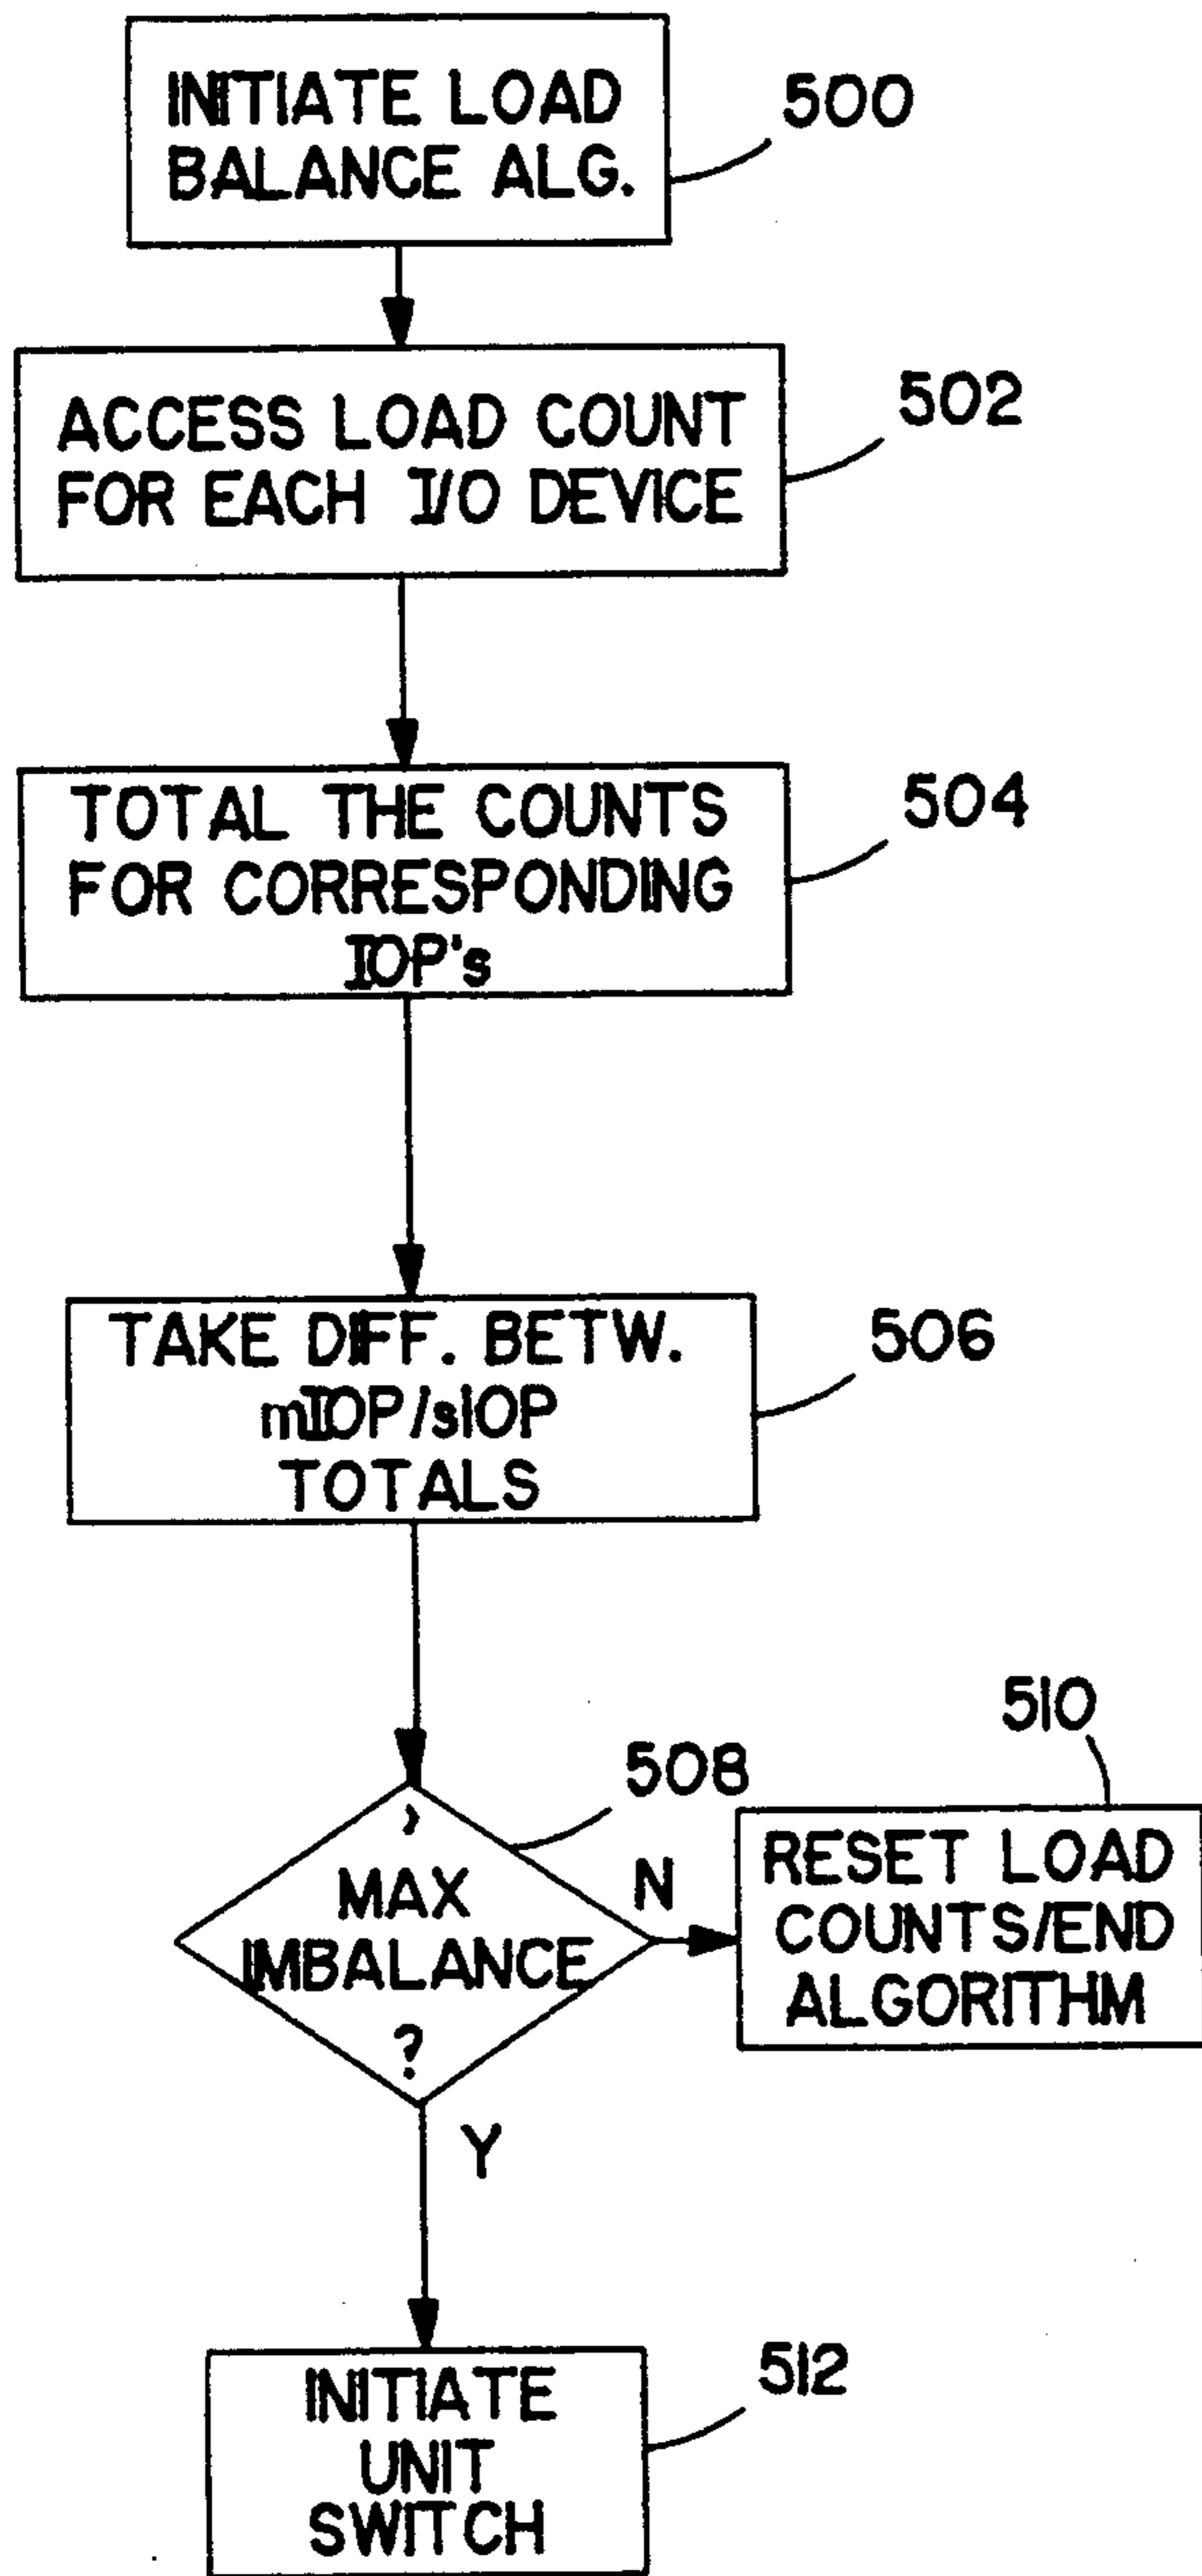 INITIATE LOAD
BALANCE ALG.
500
ACCESS LOAD COUNT
FOR EACH I/O DEVICE
502
TOTAL THE COUNTS
FOR CORRESPONDING
IOP's
504
TAKE DIFF. BETW.
mIOP/sIOP
TOTALS
506
>
MAX
IMBALANCE
?
508
N
Y
510
RESET LOAD
COUNTS/END
ALGORITHM
INITIATE
UNIT
SWITCH
512